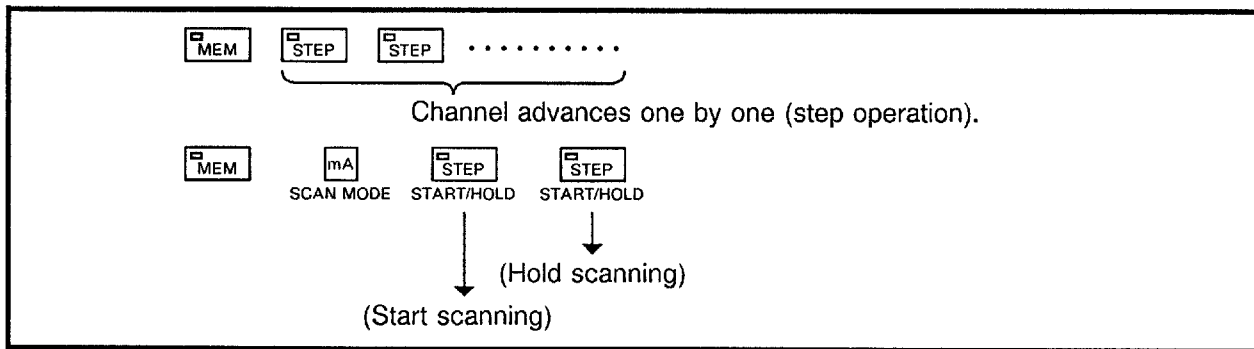 MEM STEP STEP ..........
Channel advances one by one (step operation).
MEM mA STEP STEP
SCAN MODE START/HOLD START/HOLD
(Hold scanning)
(Start scanning)